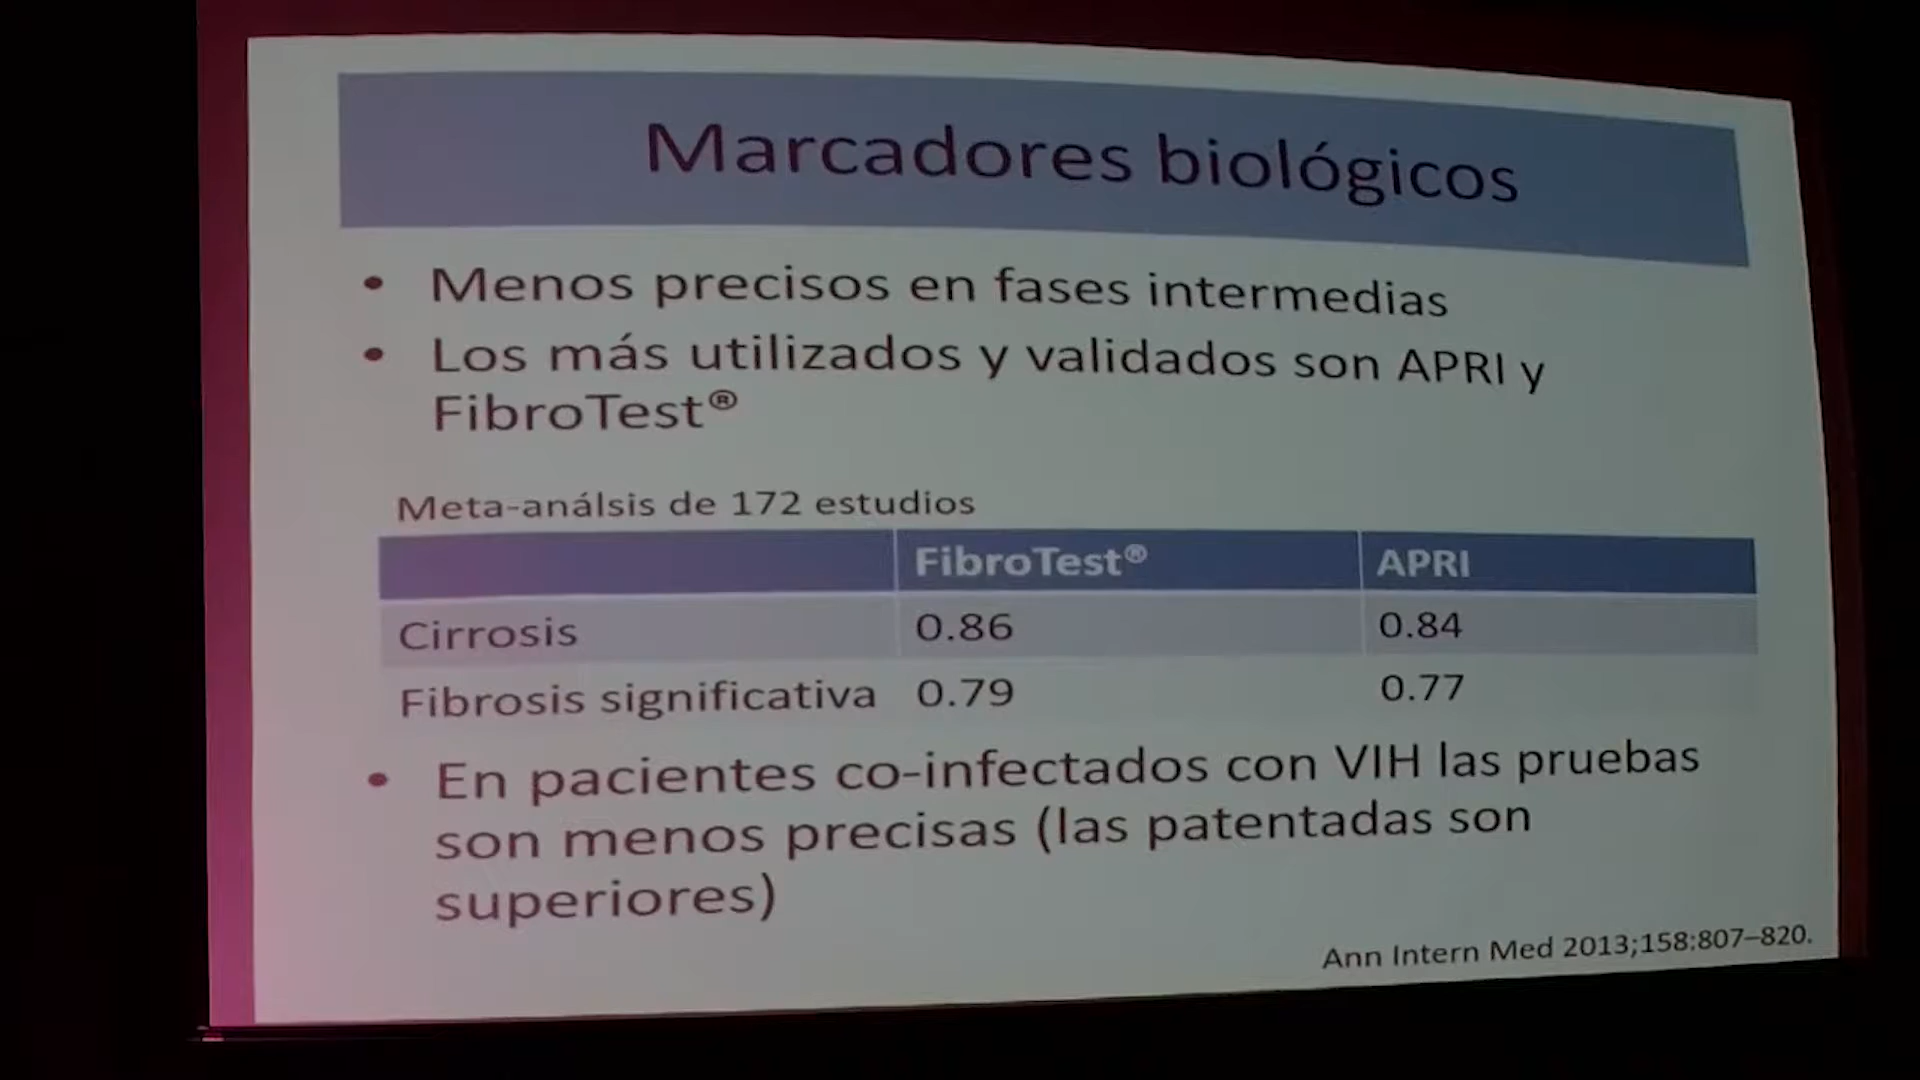 Marcadores biológicos
• Menos precisos en fases intermedias
• Los más utilizados y validados son APRI y
FibroTest®
Meta-análsis de 172 estudios
FibroTest® APRI
Cirrosis 0.86 0.84
Fibrosis significativa 0.79 0.77
• En pacientes co-infectados con VIH las pruebas
son menos precisas (las patentadas son
superiores)
Ann Intern Med 2013;158:807–820.